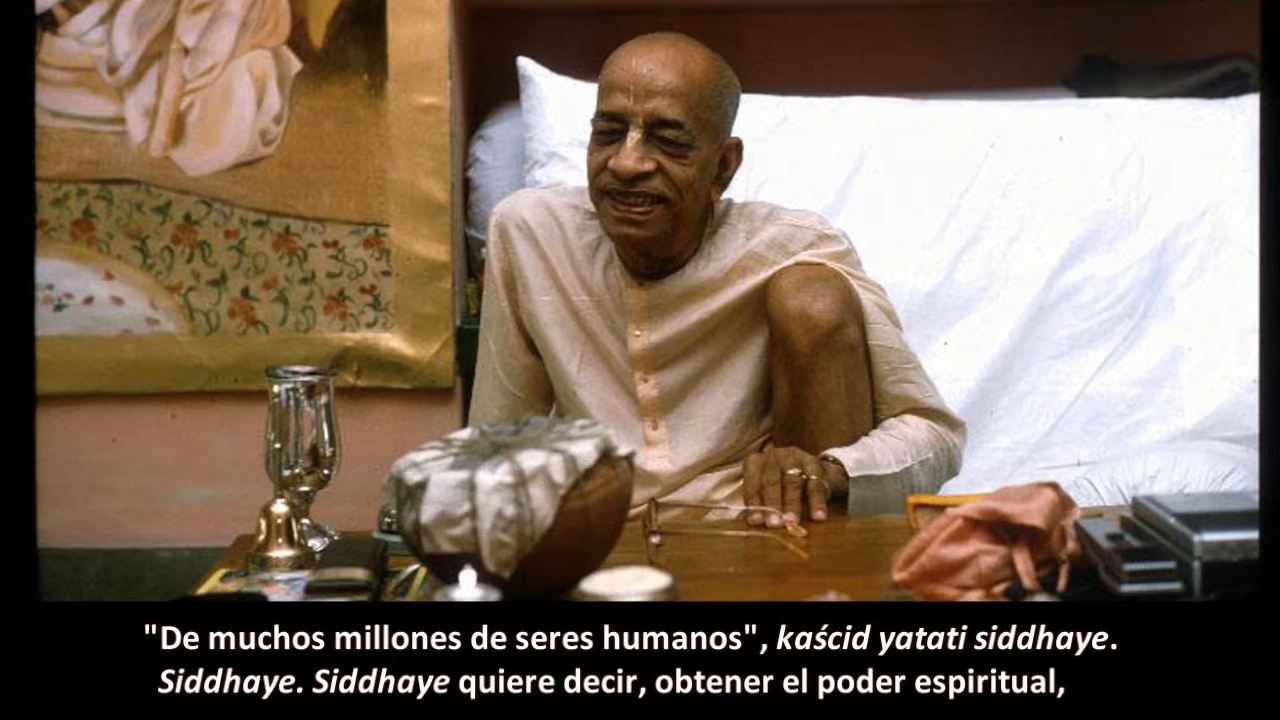 "De muchos millones de seres humanos", kaścid yatati siddhaye.
Siddhaye. Siddhaye quiere decir, obtener el poder espiritual,